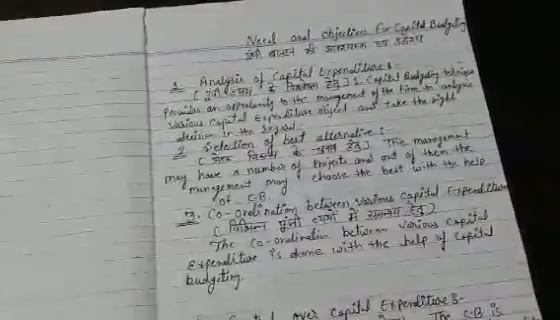 Need and objectives For Capital Budgeting
पूंजी बजटन की आवश्यकता एवं उद्देश्य
1. Analysis of Capital Expenditure :-
[ पूंजी व्यय के विश्लेषण हेतु ] :- Capital Budgeting technique
Provides an opportunity to the management of the firm to analyse
various Capital Expenditure object and take the right
decision in the regard.
2. Selection of best alternative :-
[ श्रेष्ठ विकल्प के चयन हेतु ] The management
may have a number of Projects and out of them the
management may choose the best with the help
of C.B.
3. Co-ordination between various Capital Expenditure
( विभिन्न पूंजी व्ययों में समन्वय हेतु )
The Co-ordination between various Capital
Expenditure is done with the help of Capital
budgeting.
over Capital Expenditure :-
The C.B is